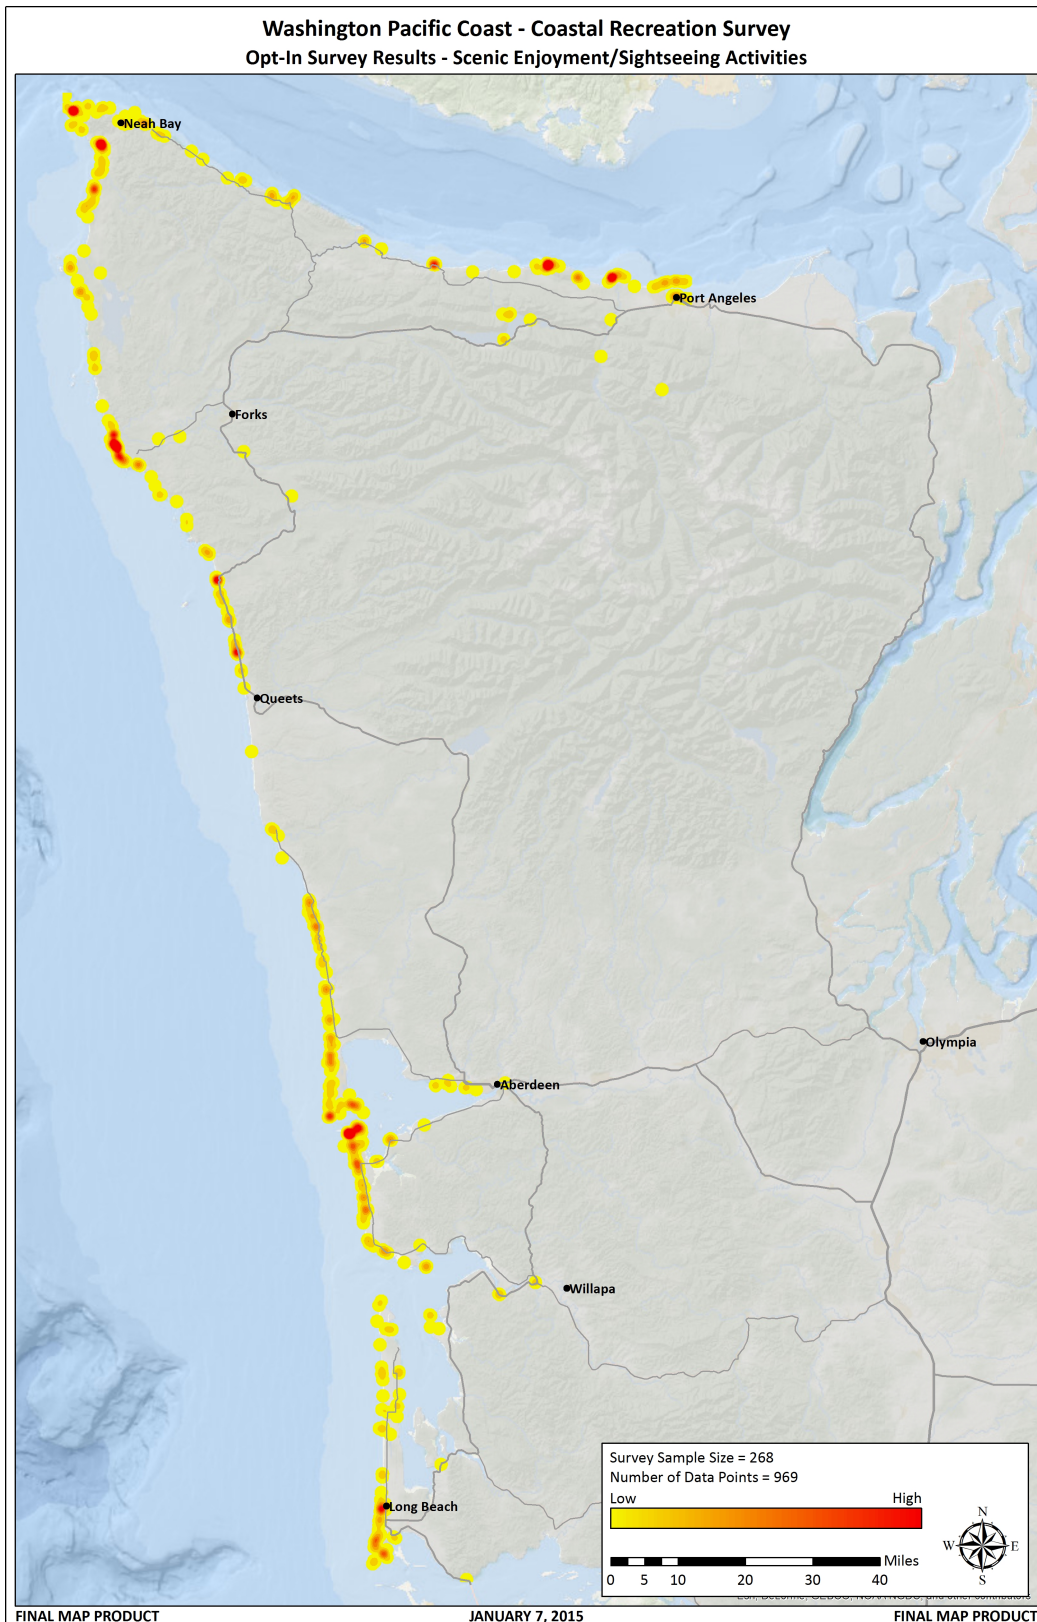 Washington Pacific Coast - Coastal Recreation Survey
Opt-In Survey Results - Scenic Enjoyment/Sightseeing Activities
Neah Bay
Port Angeles
Forks
Queets
Olympia
Aberdeen
Willapa
Long Beach
Survey Sample Size = 268
Number of Data Points = 969
Low High
N
W E
S
Miles
0 5 10 20 30 40
FINAL MAP PRODUCT JANUARY 7, 2015 FINAL MAP PRODUCT